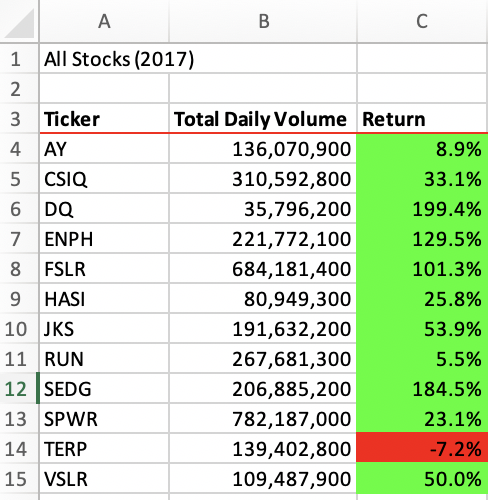 A B C
1 All Stocks (2017)
2
3 Ticker Total Daily Volume Return
4 AY 136,070,900 8.9%
5 CSIQ 310,592,800 33.1%
6 DQ 35,796,200 199.4%
7 ENPH 221,772,100 129.5%
8 FSLR 684,181,400 101.3%
9 HASI 80,949,300 25.8%
10 JKS 191,632,200 53.9%
11 RUN 267,681,300 5.5%
12 SEDG 206,885,200 184.5%
13 SPWR 782,187,000 23.1%
14 TERP 139,402,800 -7.2%
15 VSLR 109,487,900 50.0%